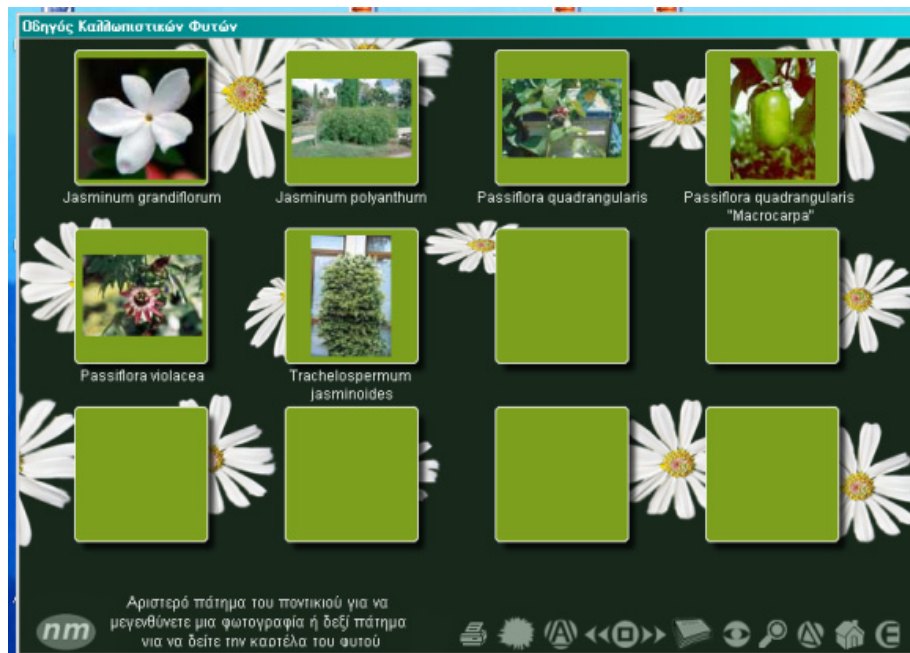 Οδηγός Καλλωπιστικών Φυτών
Jasminum grandiflorum
Jasminum polyanthum
Passiflora quadrangularis
Passiflora quadrangularis
"Macrocarpa"
Passiflora violacea
Trachelospermum
jasminoides
Αριστερό πάτημα του ποντικιού για να
μεγενθύνετε μια φωτογραφία ή δεξί πάτημα
για να δείτε την καρτέλα του φυτού
nm